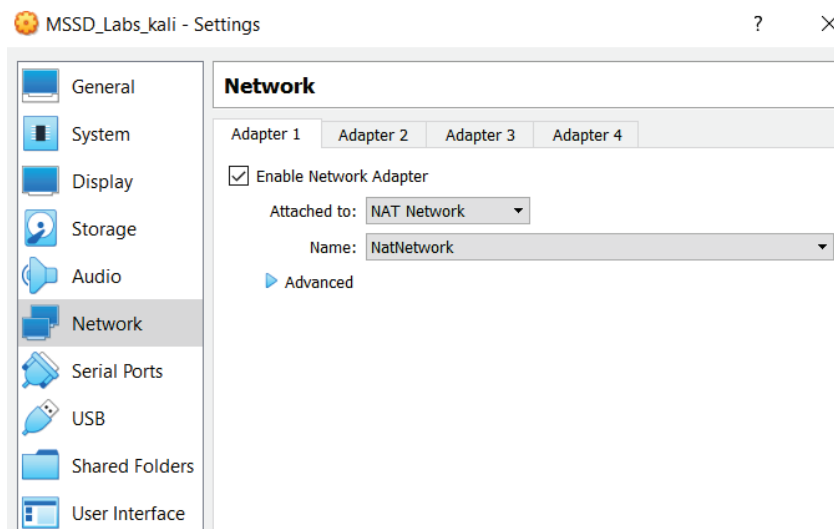 MSSD_Labs_kali - Settings ?
General
System
Display
Storage
Audio
Network
Serial Ports
USB
Shared Folders
User Interface
Network
Adapter 1 Adapter 2 Adapter 3 Adapter 4
Enable Network Adapter
Attached to: NAT Network
Name: NatNetwork
Advanced